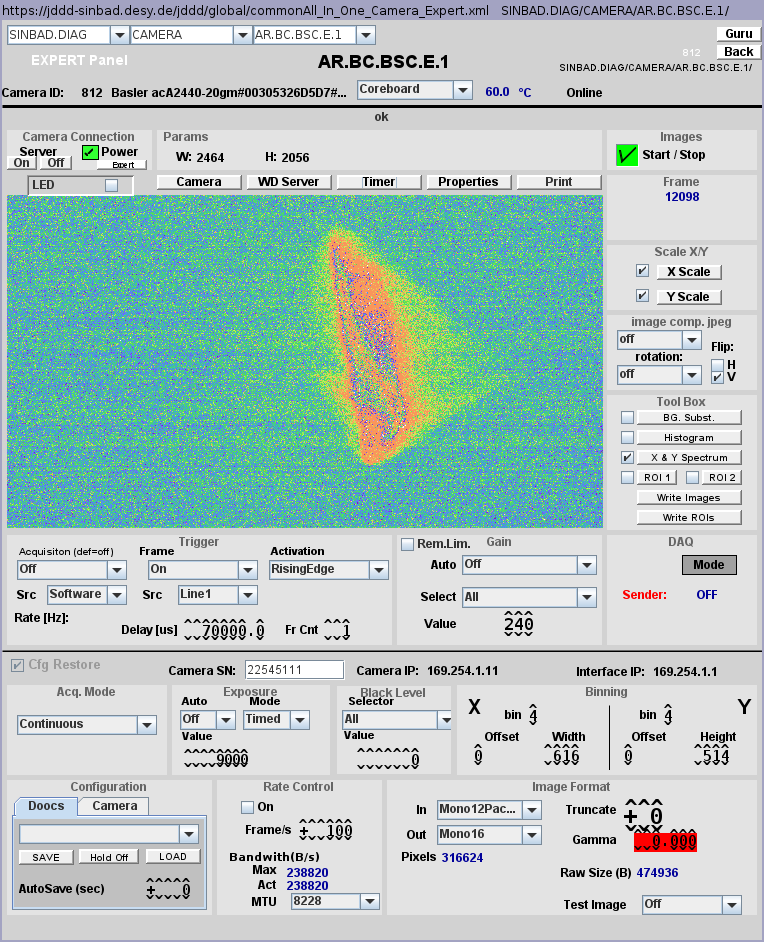 https://jddd-sinbad.desy.de/jddd/global/commonAll_In_One_Camera_Expert.xml SINBAD.DIAG/CAMERA/AR.BC.BSC.E.1/
SINBAD.DIAG CAMERA AR.BC.BSC.E.1 Guru
EXPERT Panel AR.BC.BSC.E.1 812 Back
SINBAD.DIAG/CAMERA/AR.BC.BSC.E.1/
Camera ID: 812 Basler acA2440-20gm#00305326D5D7#... Coreboard 60.0 °C Online
ok
Camera Connection Params Images
Server Power W: 2464 H: 2056 Start / Stop
On Off Expert
LED Camera WD Server Timer Properties Print Frame
12098
Scale X/Y
X Scale
Y Scale
image comp. jpeg
off Flip:
rotation: H
off V
Tool Box
BG. Subst.
Histogram
X & Y Spectrum
ROI 1 ROI 2
Write Images
Write ROIs
Trigger Rem.Lim. Gain DAQ
Acquisiton (def=off) Frame Activation
Off On RisingEdge Auto Off Mode
Src Software Src Line1 Select All Sender: OFF
Rate [Hz]: Value 240
Delay[us] 70000.0 Fr Cnt 1
Cfg Restore Camera SN: 22545111 Camera IP: 169.254.1.11 Interface IP: 169.254.1.1
Acq. Mode Exposure Black Level Binning
Auto Mode Selector X bin 4 bin 4 Y
Continuous Off Timed All
Value Value Offset Width Offset Height
9000 0 0 616 0 514
Configuration Rate Control Image Format
Doocs Camera On In Mono12Pac... Truncate + 0
Frame/s + 100 Out Mono16 Gamma 0.000
SAVE Hold Off LOAD Bandwith(B/s) Pixels 316624
Max 238820 Raw Size (B) 474936
AutoSave (sec) + 0 Act 238820
MTU 8228 Test Image Off